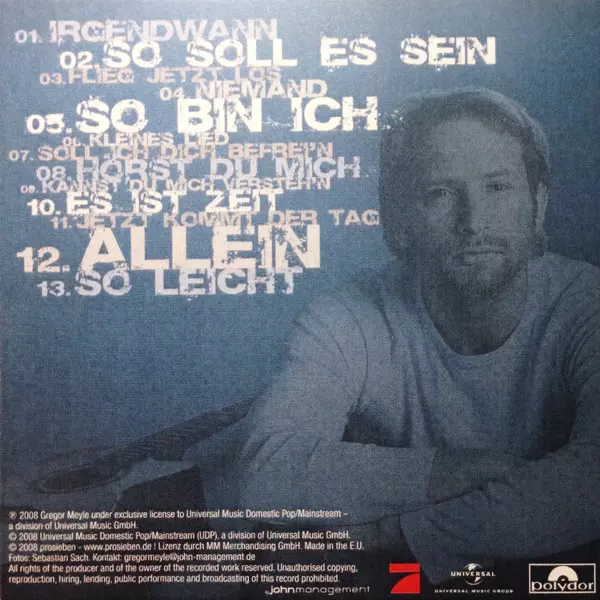 01. IRGENDWANN
02. SO SOLL ES SEIN
03. FLIEG JETZT LOS
04. NIEMAND
05. SO BIN ICH
06. KLEINES LIED
07. SOLL ICH DICH BEFREI'N
08. HÖRST DU MICH
09. KANNST DU MICH VERSTEH'N
10. ES IST ZEIT
11. JETZT KOMMT DER TAG
12. ALLEIN
13. SO LEICHT
℗ 2008 Gregor Meyle under exclusive license to Universal Music Domestic Pop/Mainstream –
a division of Universal Music GmbH.
© 2008 Universal Music Domestic Pop/Mainstream (UDP), a division of Universal Music GmbH.
© 2008 prosieben - www.prosieben.de | Lizenz durch MM Merchandising GmbH. Made in the E.U.
Fotos: Sebastian Sach. Kontakt: gregormeyle@john-management.de
All rights of the producer and of the owner of the recorded work reserved. Unauthorised copying,
reproduction, hiring, lending, public performance and broadcasting of this record prohibited.
johnmanagement
UNIVERSAL
UNIVERSAL MUSIC GROUP
polydor